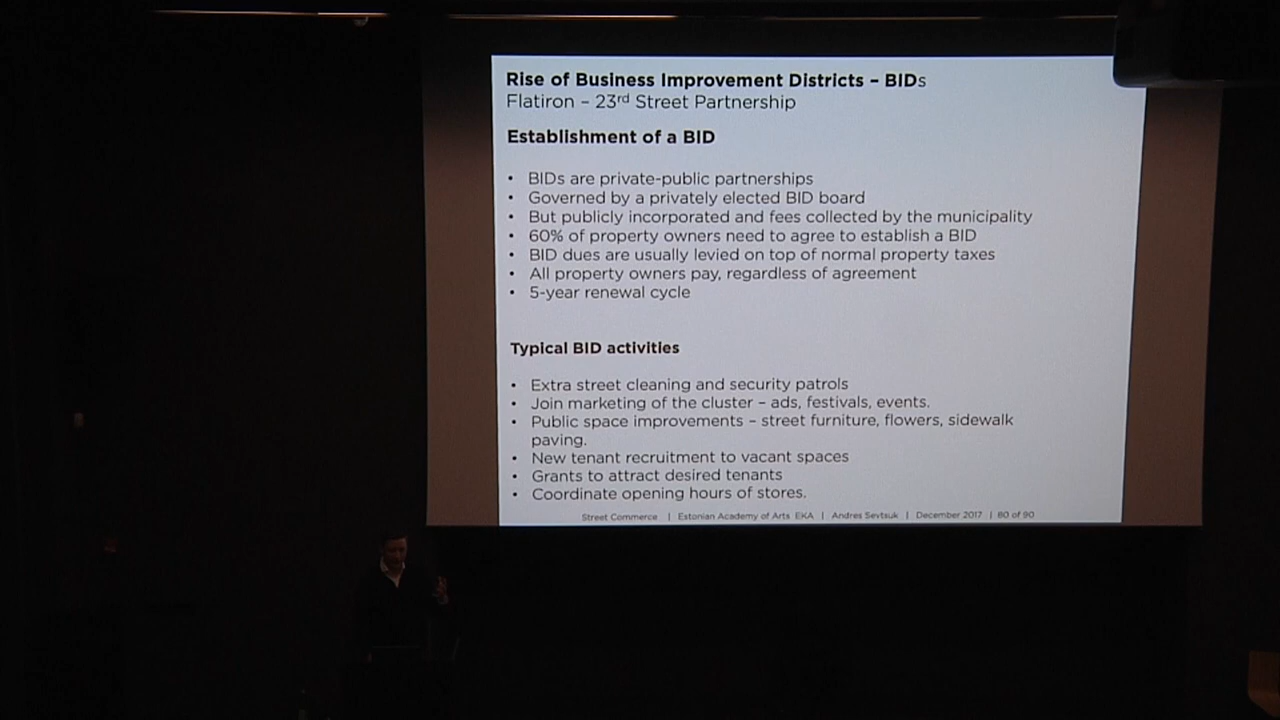 Rise of Business Improvement Districts – BIDs
Flatiron – 23rd Street Partnership
Establishment of a BID
• BIDs are private-public partnerships
• Governed by a privately elected BID board
• But publicly incorporated and fees collected by the municipality
• 60% of property owners need to agree to establish a BID
• BID dues are usually levied on top of normal property taxes
• All property owners pay, regardless of agreement
• 5-year renewal cycle
Typical BID activities
• Extra street cleaning and security patrols
• Join marketing of the cluster – ads, festivals, events.
• Public space improvements – street furniture, flowers, sidewalk
paving.
• New tenant recruitment to vacant spaces
• Grants to attract desired tenants
• Coordinate opening hours of stores.
Street Commerce | Estonian Academy of Arts EKA | Andres Sevtsuk | December 2017 | 80 of 90